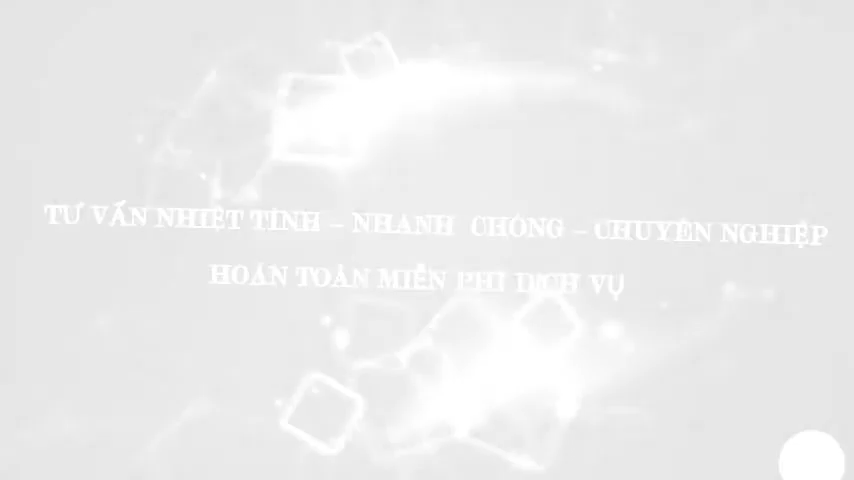 TƯ VẤN NHIỆT TÌNH – NHANH CHÓNG – CHUYÊN NGHIỆP
HOÀN TOÀN MIỄN PHÍ DỊCH VỤ